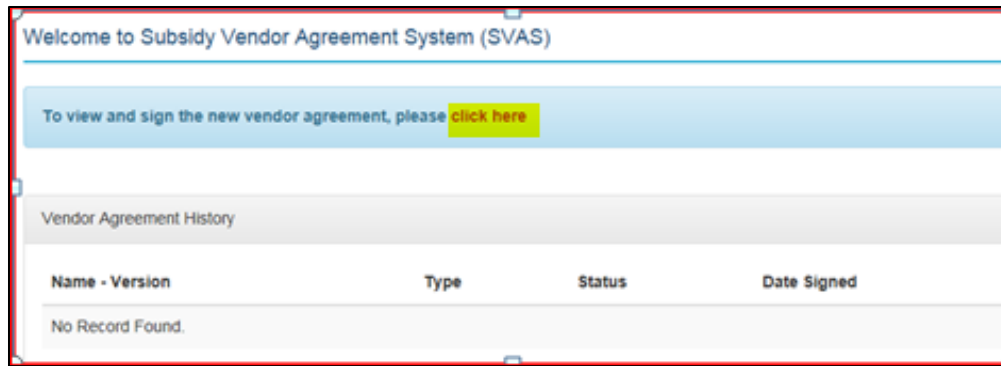 Welcome to Subsidy Vendor Agreement System (SVAS)
To view and sign the new vendor agreement, please click here
Vendor Agreement History
Name - Version Type Status Date Signed
No Record Found.